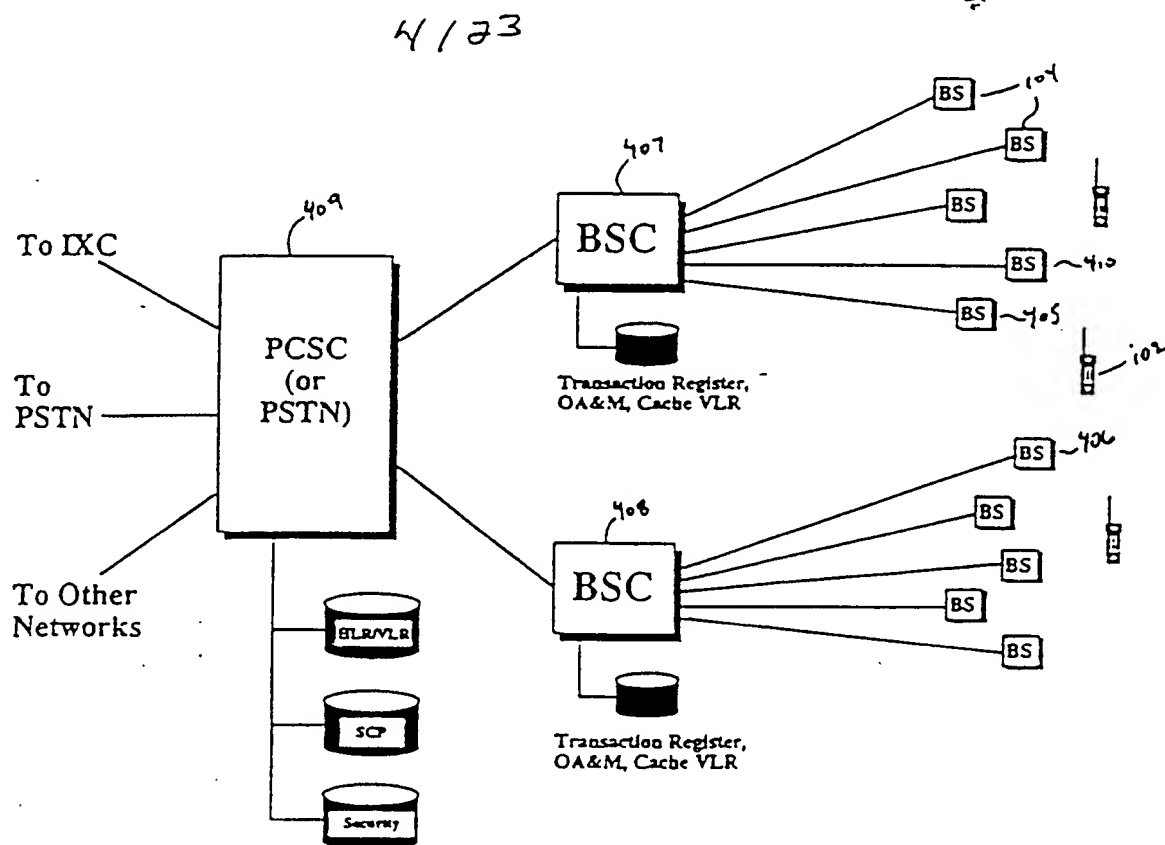 4/23
BS
104
BS
407
409
BS
To IXC
BSC
BS
410
BS
405
PCSC
(or
PSTN)
102
To
PSTN
Transaction Register,
OA&M, Cache VLR
BS
406
408
BS
BSC
BS
To Other
Networks
BS
HLR/VLR
BS
SCP
Transaction Register,
OA&M, Cache VLR
Security